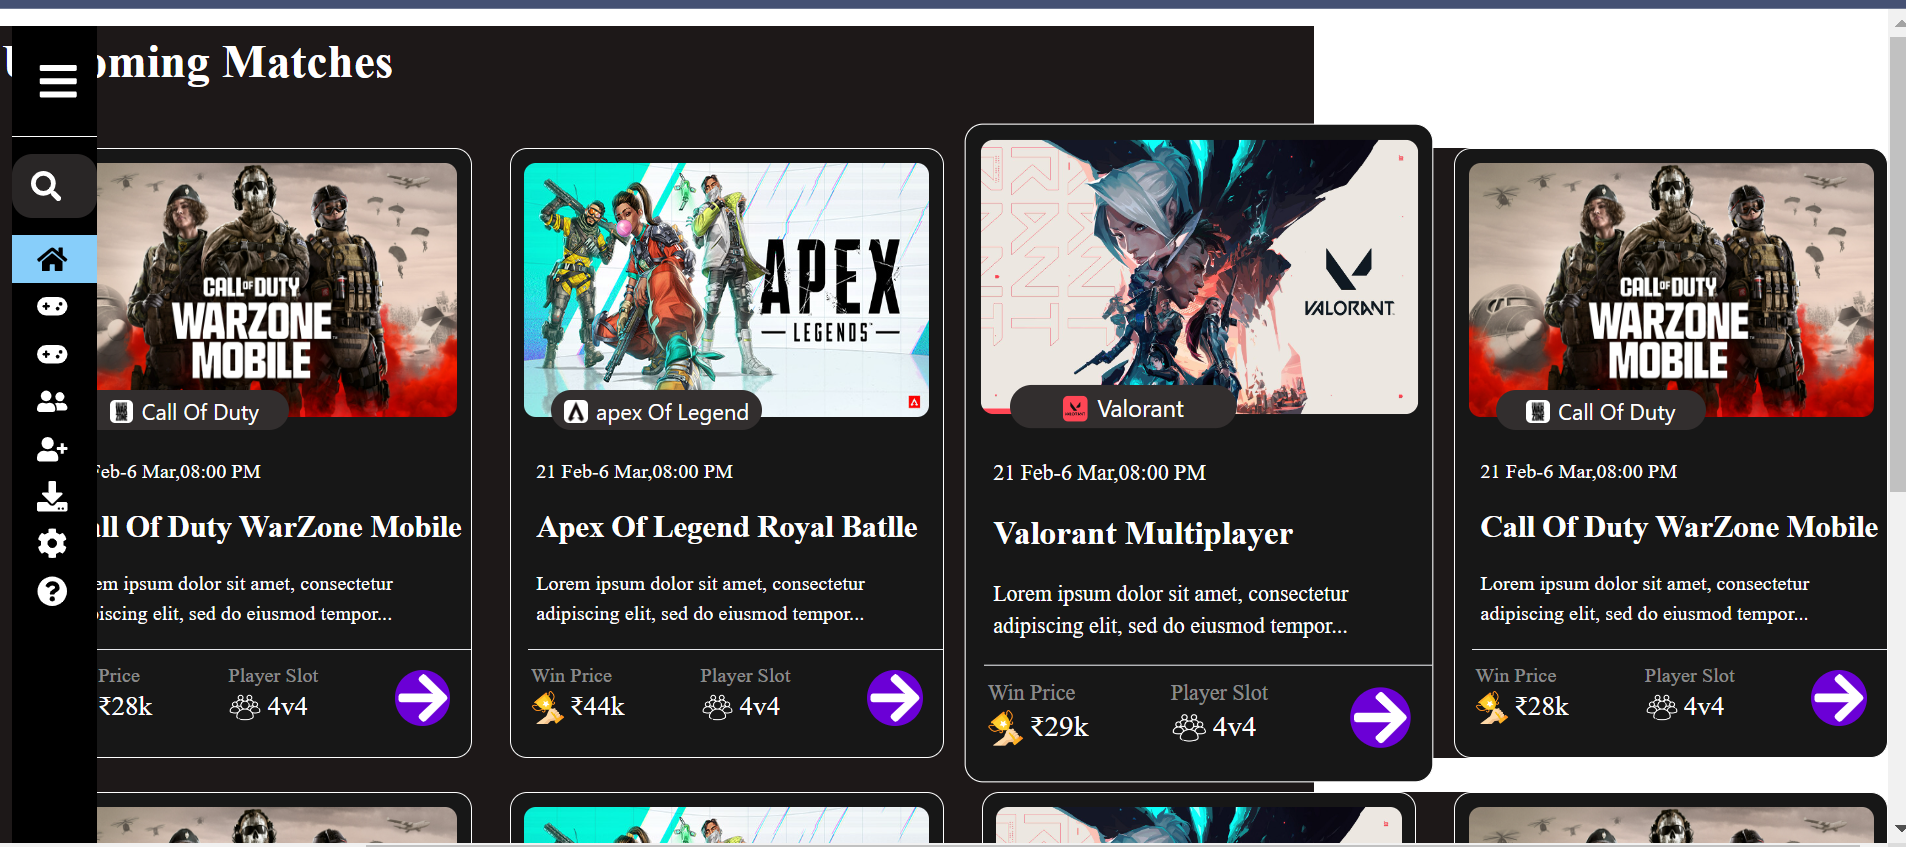 oming Matches
CALL OF DUTY
WARZONE
MOBILE
Call Of Duty
Feb-6 Mar,08:00 PM
all Of Duty WarZone Mobile
em ipsum dolor sit amet, consectetur
piscing elit, sed do eiusmod tempor...
Price
₹28k
Player Slot
4v4
APEX
LEGENDS
apex Of Legend
21 Feb-6 Mar,08:00 PM
Apex Of Legend Royal Batlle
Lorem ipsum dolor sit amet, consectetur
adipiscing elit, sed do eiusmod tempor...
Win Price
₹44k
Player Slot
4v4
VALORANT
Valorant
21 Feb-6 Mar,08:00 PM
Valorant Multiplayer
Lorem ipsum dolor sit amet, consectetur
adipiscing elit, sed do eiusmod tempor...
Win Price
₹29k
Player Slot
4v4
CALL OF DUTY
WARZONE
MOBILE
Call Of Duty
21 Feb-6 Mar,08:00 PM
Call Of Duty WarZone Mobile
Lorem ipsum dolor sit amet, consectetur
adipiscing elit, sed do eiusmod tempor...
Win Price
₹28k
Player Slot
4v4